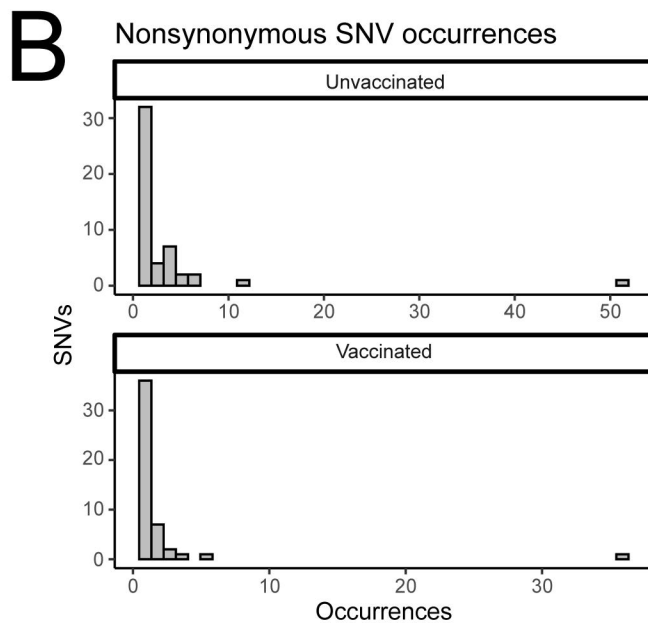 B
Nonsynonymous SNV occurrences
Unvaccinated
30
20
10
0
0 10 20 30 40 50
SNVs
Vaccinated
30
20
10
0
0 10 20 30
Occurrences